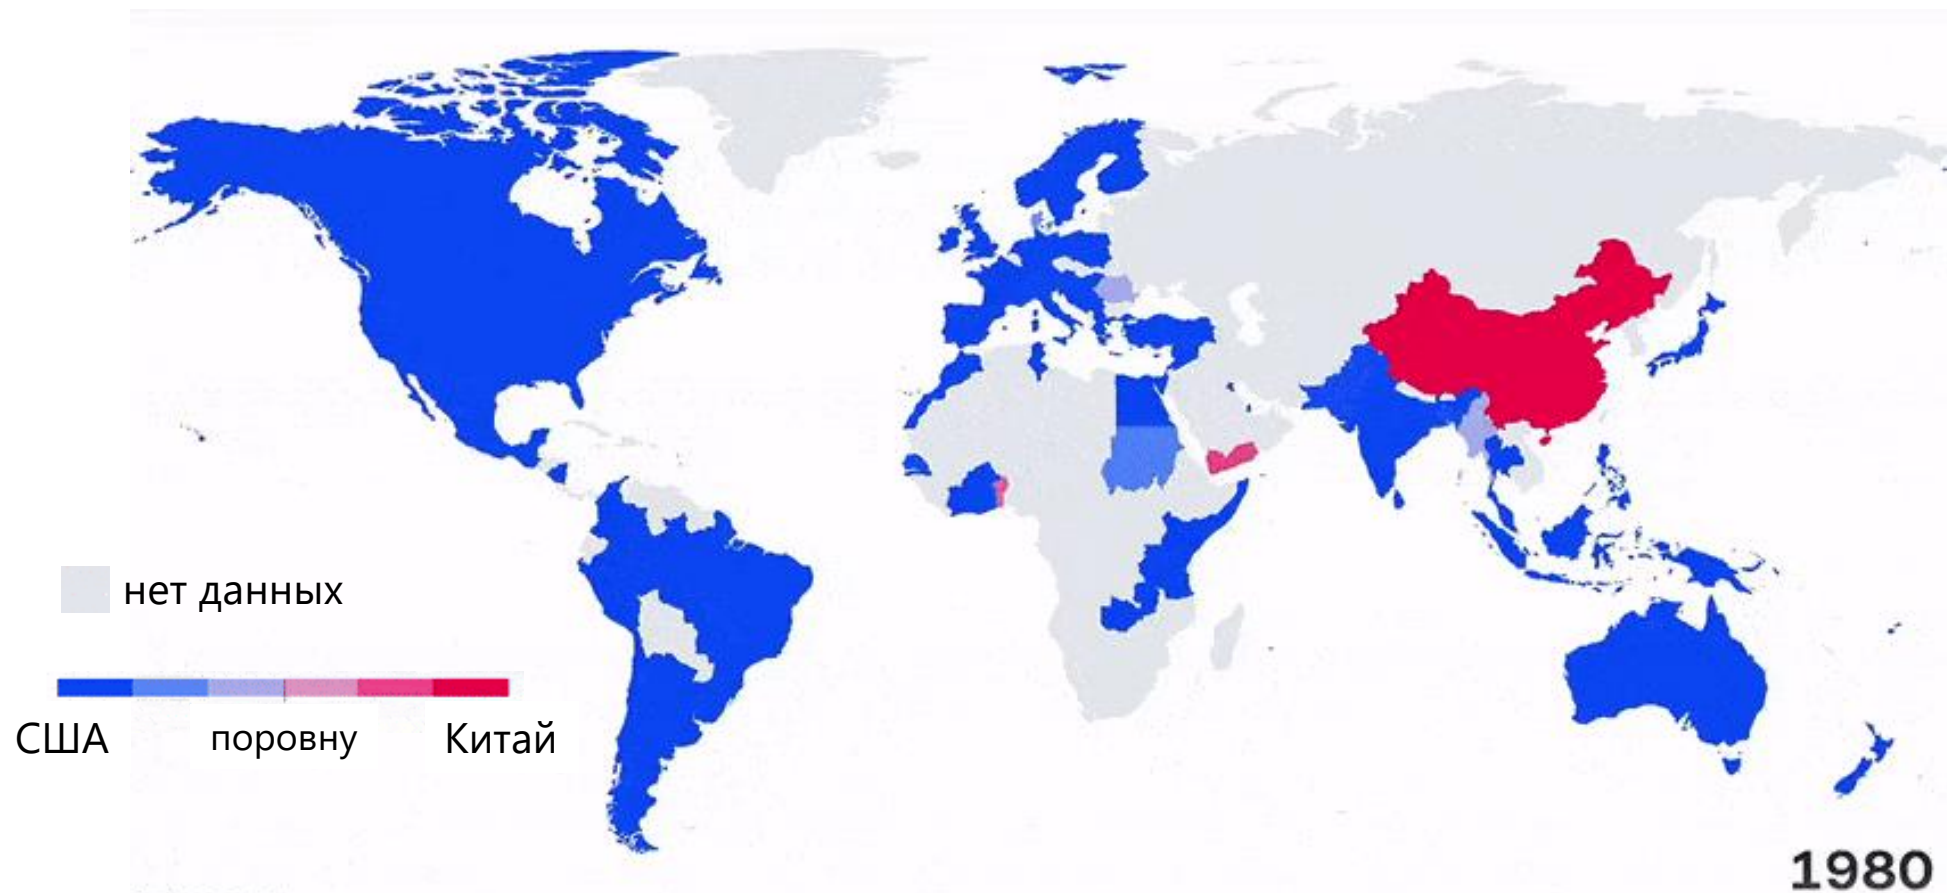 нет данных
США
поровну
Китай
1980